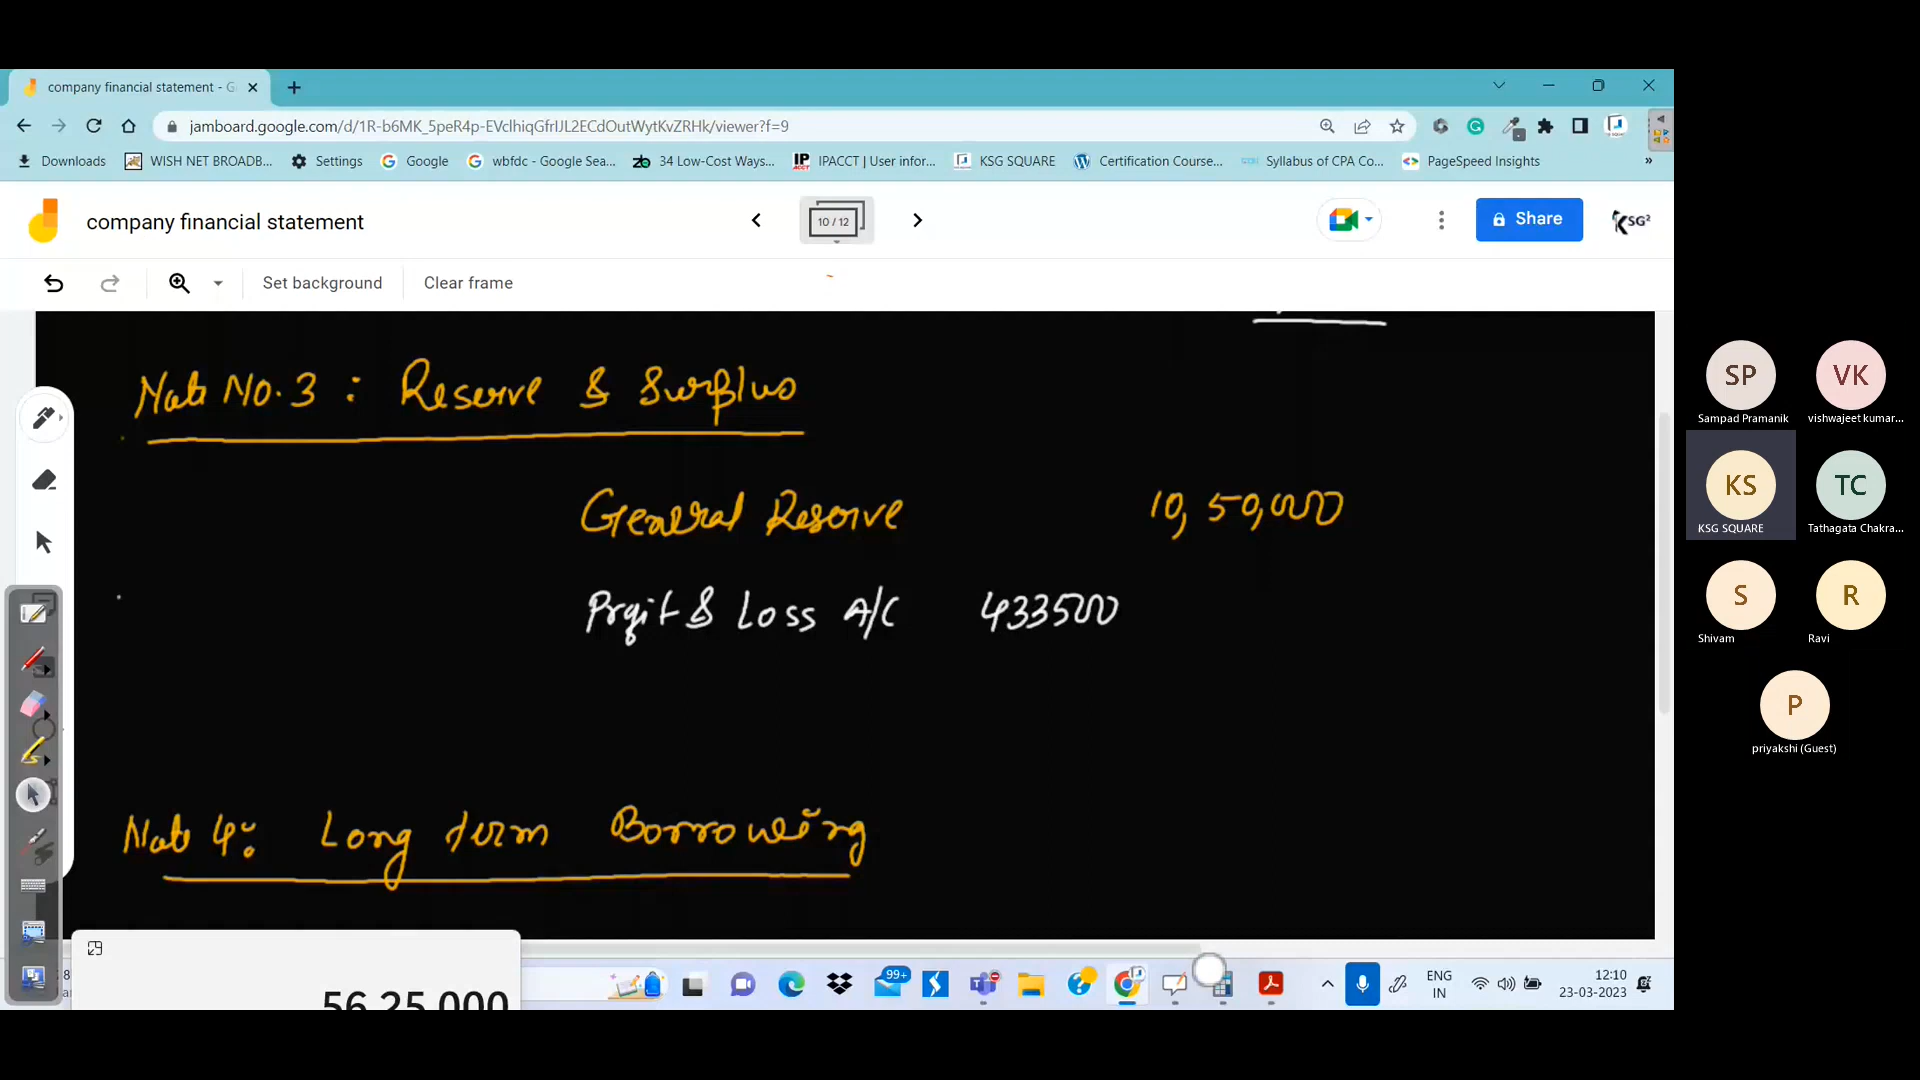 company financial statement - G
jamboard.google.com/d/1R-b6MK_5peR4p-EVclhiqGfrIJL2ECdOutWytKvZRHk/viewer?f=9
Downloads WISH NET BROADB... Settings Google wbfdc - Google Sea... 34 Low-Cost Ways... IPACCT | User infor... KSG SQUARE Certification Course... Syllabus of CPA Co... PageSpeed Insights »
company financial statement 10 / 12 Share KSG²
Set background Clear frame
Note No. 3 : Reserve & Surplus
General Reserve 10,50,000
Profit & Loss A/C 433500
Note 4: Long term Borrowing
56,25,000
99+
ENG
IN
12:10
23-03-2023
SP VK
Sampad Pramanik vishwajeet kumar...
KS TC
KSG SQUARE Tathagata Chakra...
S R
Shivam Ravi
P
priyakshi (Guest)